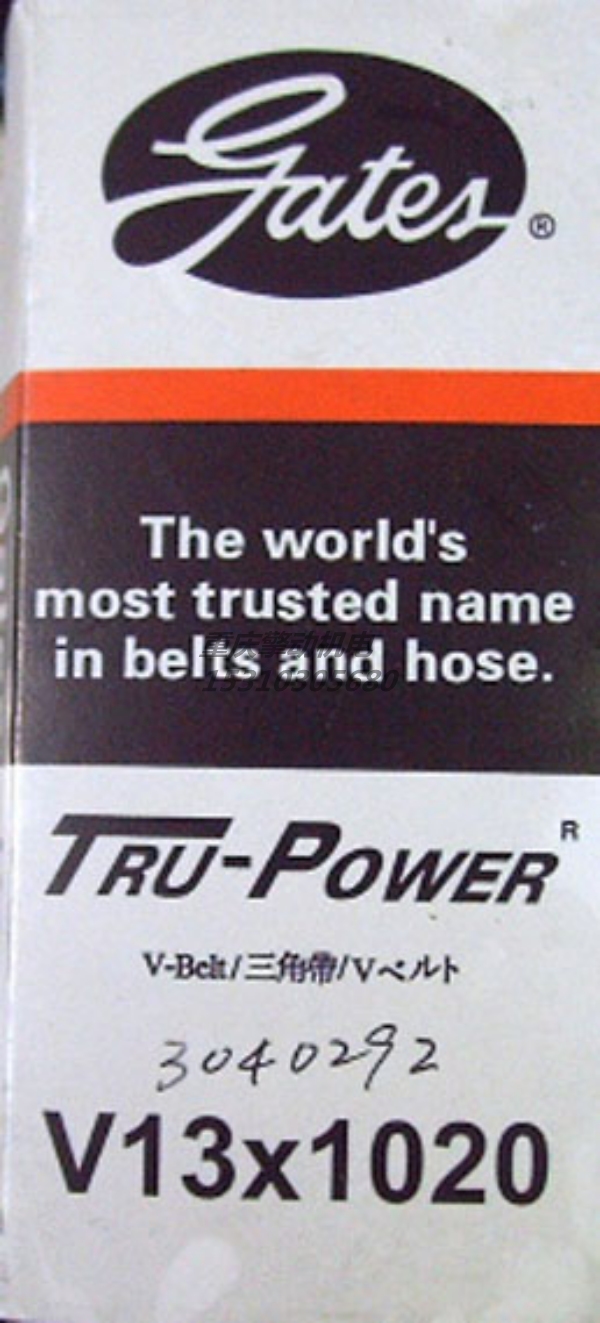 Gates®
The world's
most trusted name
in belts and hose.
TRU-POWER R
V-Belt/三角帶/Vベルト
3040292
V13x1020